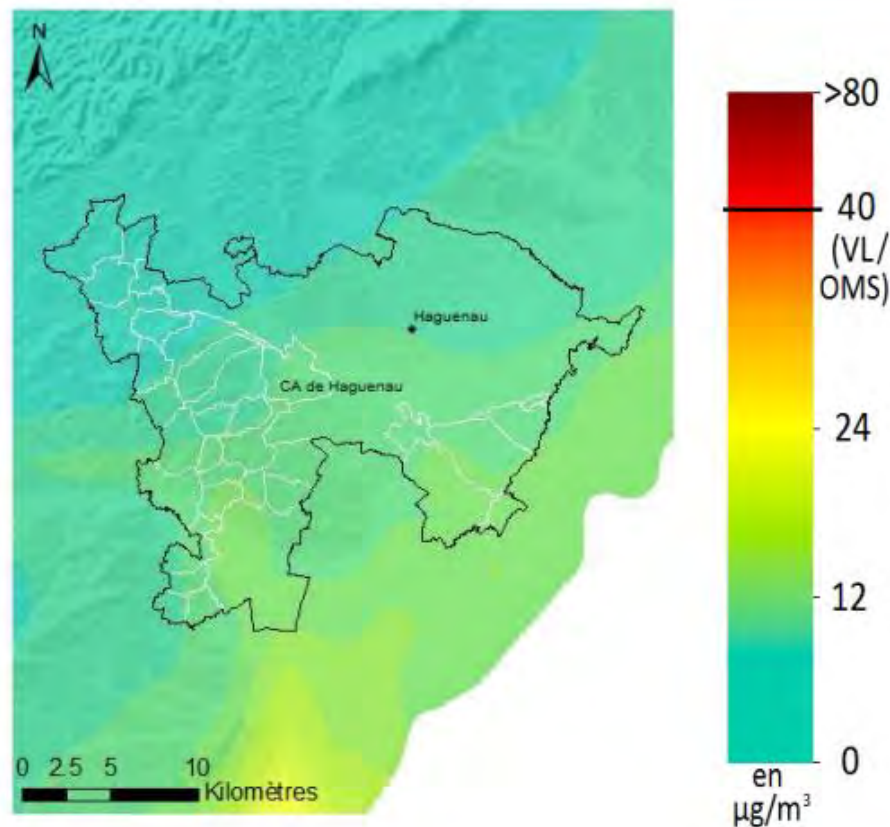 N
Haguenau
CA de Haguenau
0 2.5 5 10
Kilomètres
>80
40
(VL/
OMS)
24
12
0
en
µg/m³